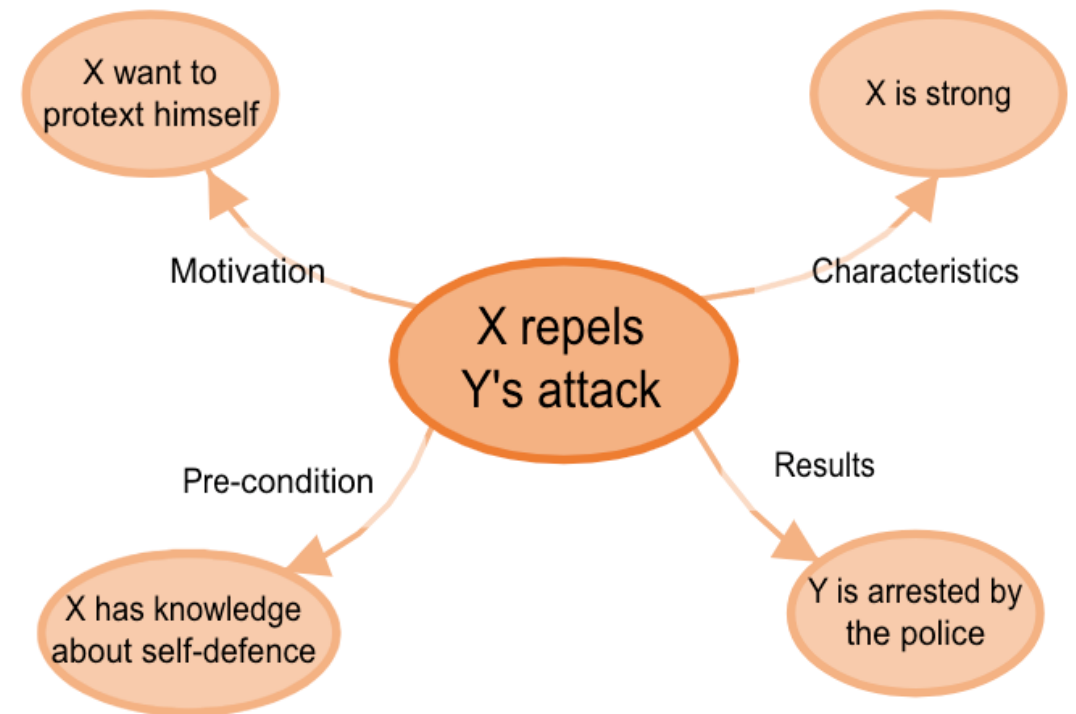 X want to
protext himself
X is strong
Motivation
Characteristics
X repels
Y's attack
Pre-condition
Results
X has knowledge
about self-defence
Y is arrested by
the police